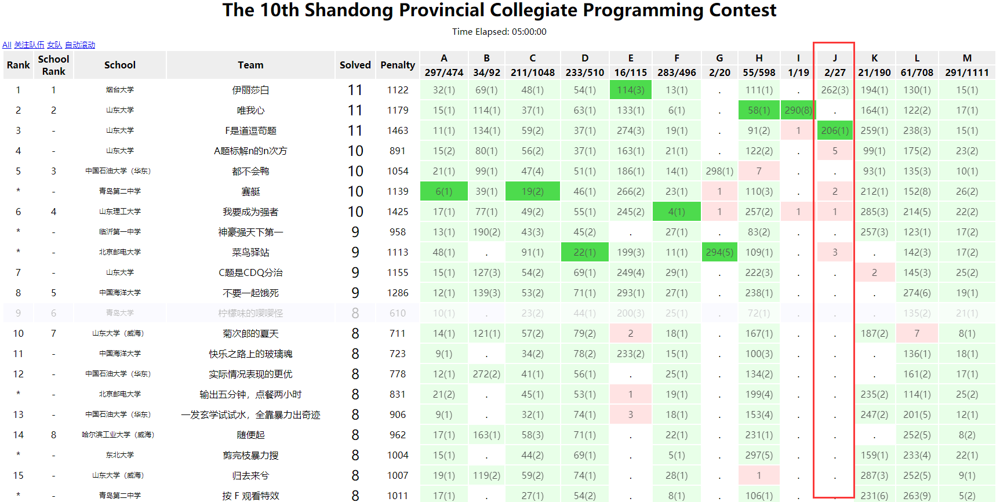 The 10th Shandong Provincial Collegiate Programming Contest
Time Elapsed: 05:00:00
All 关注队伍 女队 自动滚动
Rank School Rank School Team Solved Penalty A B C D E F G H I J K L M
297/474 34/92 211/1048 233/510 16/115 283/496 2/20 55/598 1/19 2/27 21/190 61/708 291/1111
1 1 烟台大学 伊丽莎白 11 1122 32(1) 69(1) 48(1) 54(1) 114(3) 13(1) . 111(1) . 262(3) 194(1) 130(1) 15(1)
2 2 山东大学 唯我心 11 1179 15(1) 114(1) 37(1) 63(1) 133(1) 6(1) . 58(1) 290(8) . 164(1) 122(2) 17(1)
3 - 山东大学 F是道逗苟题 11 1463 11(1) 134(1) 59(2) 37(1) 274(3) 19(1) . 91(2) 1 206(1) 259(1) 238(3) 15(1)
4 - 山东大学 A题标解n的n次方 10 891 15(2) 80(1) 56(2) 37(1) 163(1) 21(1) . 122(2) . 5 99(1) 175(2) 23(2)
5 3 中国石油大学（华东） 都不会鸭 10 1054 21(1) 99(1) 47(4) 51(1) 186(1) 14(1) 298(1) 7 . . 93(1) 135(3) 10(1)
* - 青岛第二中学 赛艇 10 1139 6(1) 39(1) 19(2) 46(1) 266(2) 23(1) 1 110(3) . 2 212(1) 152(8) 26(2)
6 4 山东理工大学 我要成为强者 10 1425 17(1) 77(1) 49(2) 55(1) 245(2) 4(1) 1 257(2) 1 1 285(3) 214(5) 22(2)
* - 临沂第一中学 神豪强天下第一 9 958 13(1) 190(2) 43(3) 45(2) . 27(1) . 83(2) . . 257(3) 123(1) 17(2)
* - 北京邮电大学 菜鸟驿站 9 1113 48(1) . 91(1) 22(1) 199(3) 11(1) 294(5) 109(1) . 3 . 142(3) 17(2)
7 - 山东大学 C题是CDQ分治 9 1155 15(1) 127(3) 54(2) 69(1) 249(4) 29(1) . 222(3) . . 2 145(3) 25(2)
8 5 中国海洋大学 不要一起饿死 9 1286 12(1) 139(3) 53(2) 71(1) 293(1) 27(1) . 238(1) . . . 274(6) 19(1)
9 6 青岛大学 柠檬味的嘤嘤怪 8 610 10(1) . 23(2) 44(1) 200(3) 25(1) . 72(1) . . . 135(2) 21(1)
10 7 山东大学（威海） 菊次郎的夏天 8 711 14(1) 121(1) 57(2) 79(2) 2 18(1) . 167(1) . . 187(2) 7 8(1)
11 - 中国海洋大学 快乐之路上的玻璃魂 8 723 9(1) . 34(2) 78(2) 233(2) 15(1) . 100(3) . . . 136(1) 18(1)
12 - 中国石油大学（华东） 实际情况表现的更优 8 778 12(1) 272(2) 41(1) 56(1) . 25(1) . 134(2) . . . 161(2) 17(1)
* - 北京邮电大学 输出五分钟，点餐两小时 8 831 21(2) . 45(1) 53(1) 1 19(1) . 199(4) . . 235(2) 114(1) 25(2)
13 - 中国石油大学（华东） 一发玄学试试水，全靠暴力出奇迹 8 906 9(1) . 32(1) 74(1) 3 18(1) . 153(4) . . 247(2) 201(5) 12(1)
14 8 哈尔滨工业大学（威海） 随便起 8 962 17(1) 163(1) 58(3) 71(1) . 22(1) . 231(1) . . . 252(5) 8(2)
* - 东北大学 剪完枝暴力搜 8 1004 15(1) . 44(2) 69(1) . 5(1) . 297(5) . . 159(1) 233(4) 22(1)
15 - 山东大学（威海） 归去来兮 8 1007 19(1) 119(2) 59(2) 74(1) . 28(1) . 1 . . 287(3) 252(5) 9(1)
* - 青岛第二中学 按 F 观看特效 8 1011 17(1) . 27(1) 54(2) . 8(1) . 106(1) . . 231(6) 263(9) 5(2)